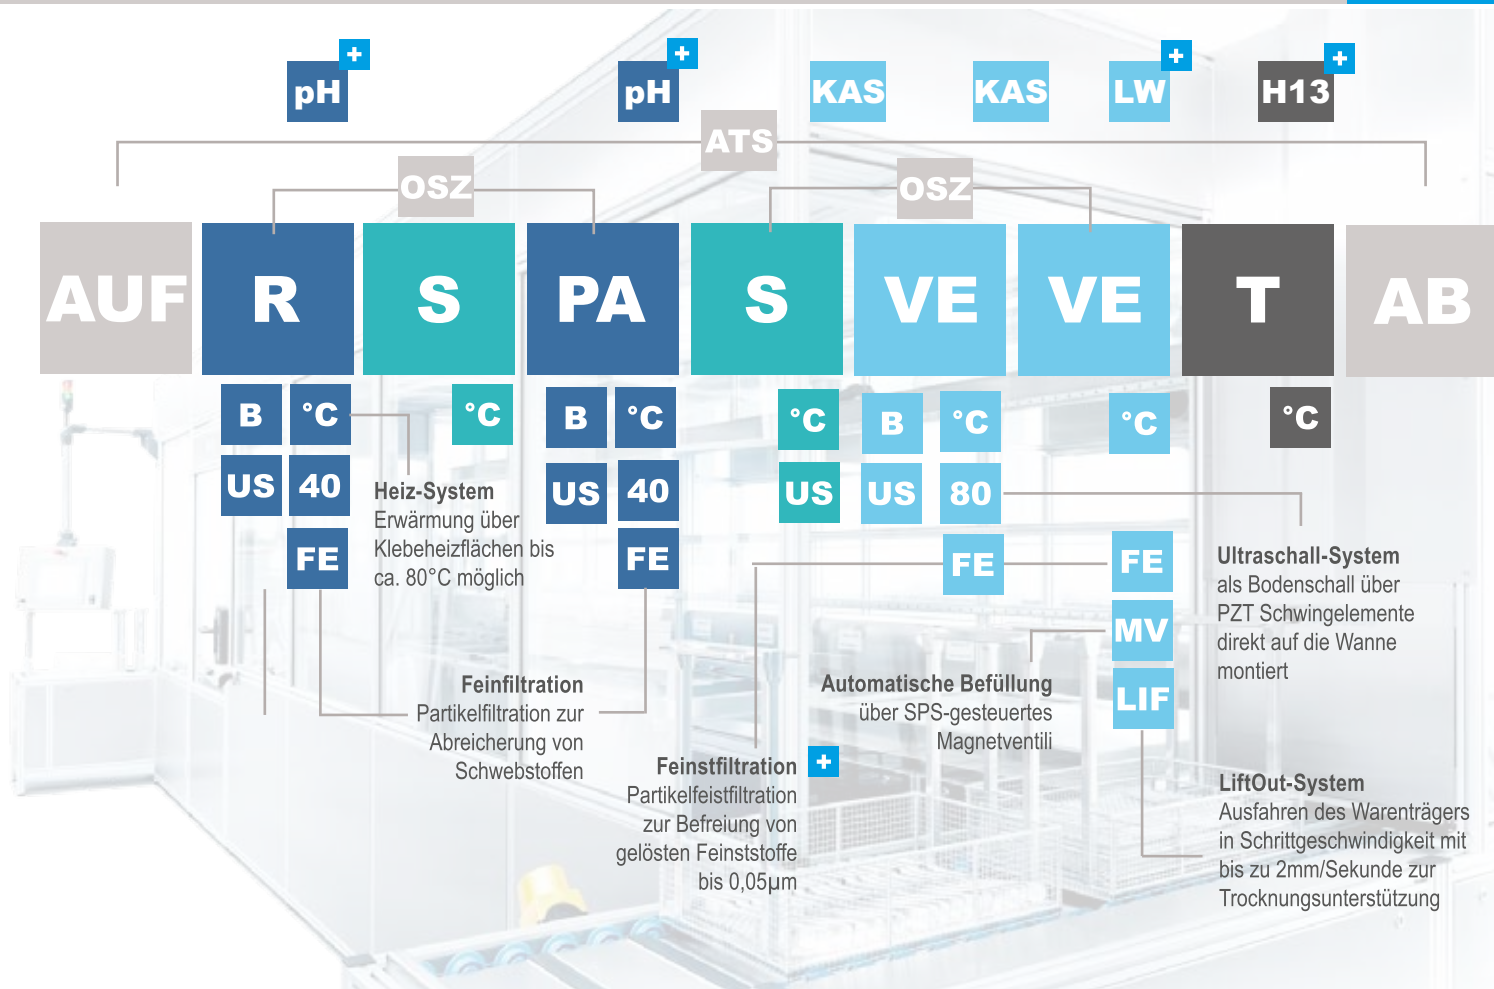 +
+
+
+
pH
pH
KAS
KAS
LW
H13
ATS
OSZ
OSZ
AUF
R
S
PA
S
VE
VE
T
AB
B
°C
°C
B
°C
°C
B
°C
°C
°C
US
40
US
40
US
US
80
FE
FE
FE
FE
MV
LIF
Heiz-System
Erwärmung über
Klebeheizflächen bis
ca. 80°C möglich
Ultraschall-System
als Bodenschall über
PZT Schwingelemente
direkt auf die Wanne
montiert
Feinfiltration
Partikelfiltration zur
Abreicherung von
Schwebstoffen
Automatische Befüllung
über SPS-gesteuertes
Magnetventili
Feinstfiltration +
Partikelfeistfiltration
zur Befreiung von
gelösten Feinststoffe
bis 0,05µm
LiftOut-System
Ausfahren des Warenträgers
in Schrittgeschwindigkeit mit
bis zu 2mm/Sekunde zur
Trocknungsunterstützung